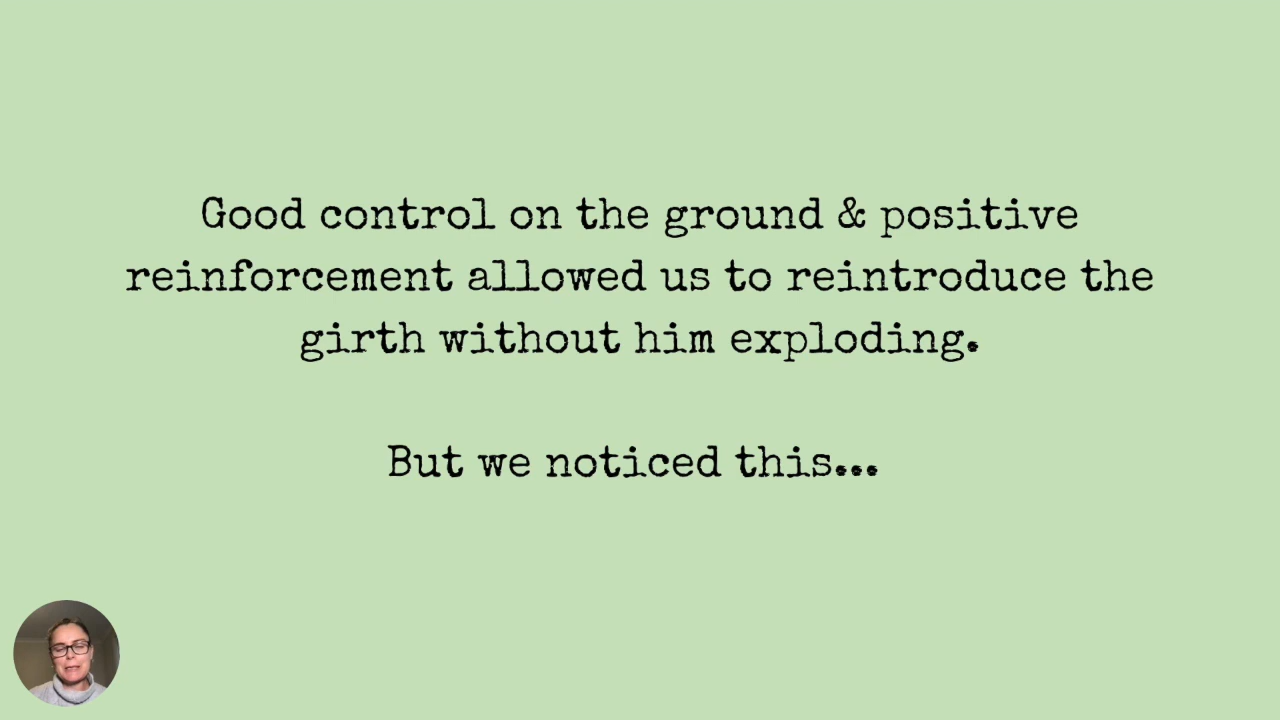 Good control on the ground & positive
reinforcement allowed us to reintroduce the
girth without him exploding.
But we noticed this...